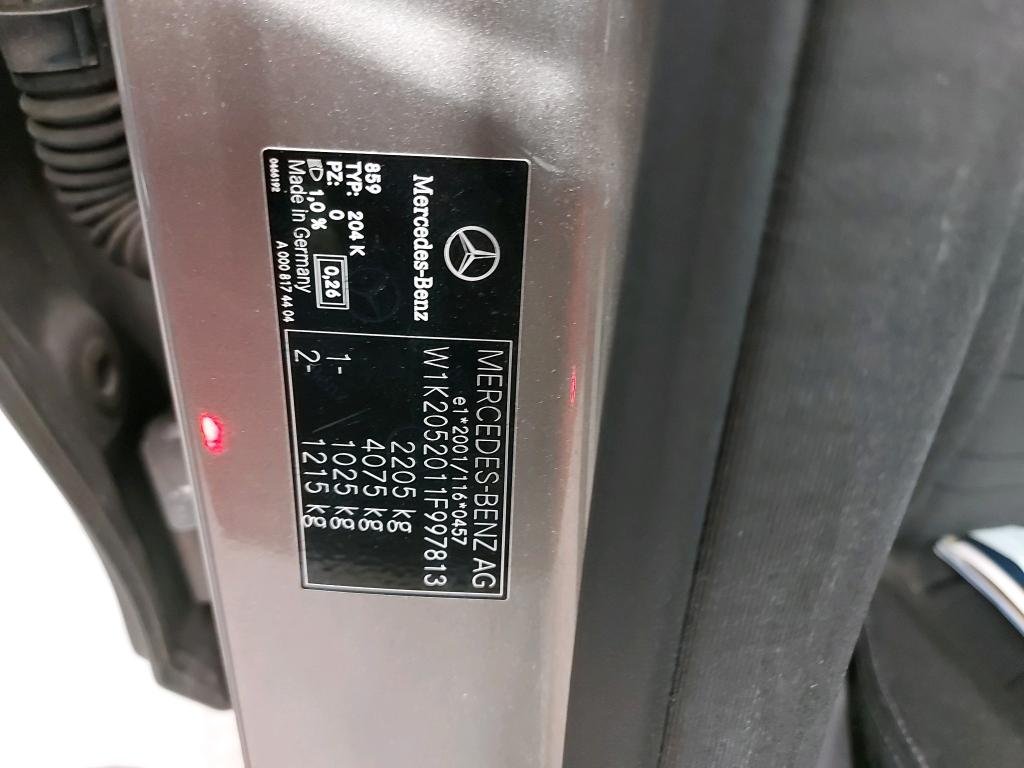 Mercedes-Benz
859
TYP: 204 K
PZ: 0
1,0 % 0,26
Made in Germany
0466192 A 000 817 44 04
MERCEDES-BENZ AG
e1*2001/116*0457
W1K2052011F997813
2205 kg
4075 kg
1- 1025 kg
2- 1215 kg